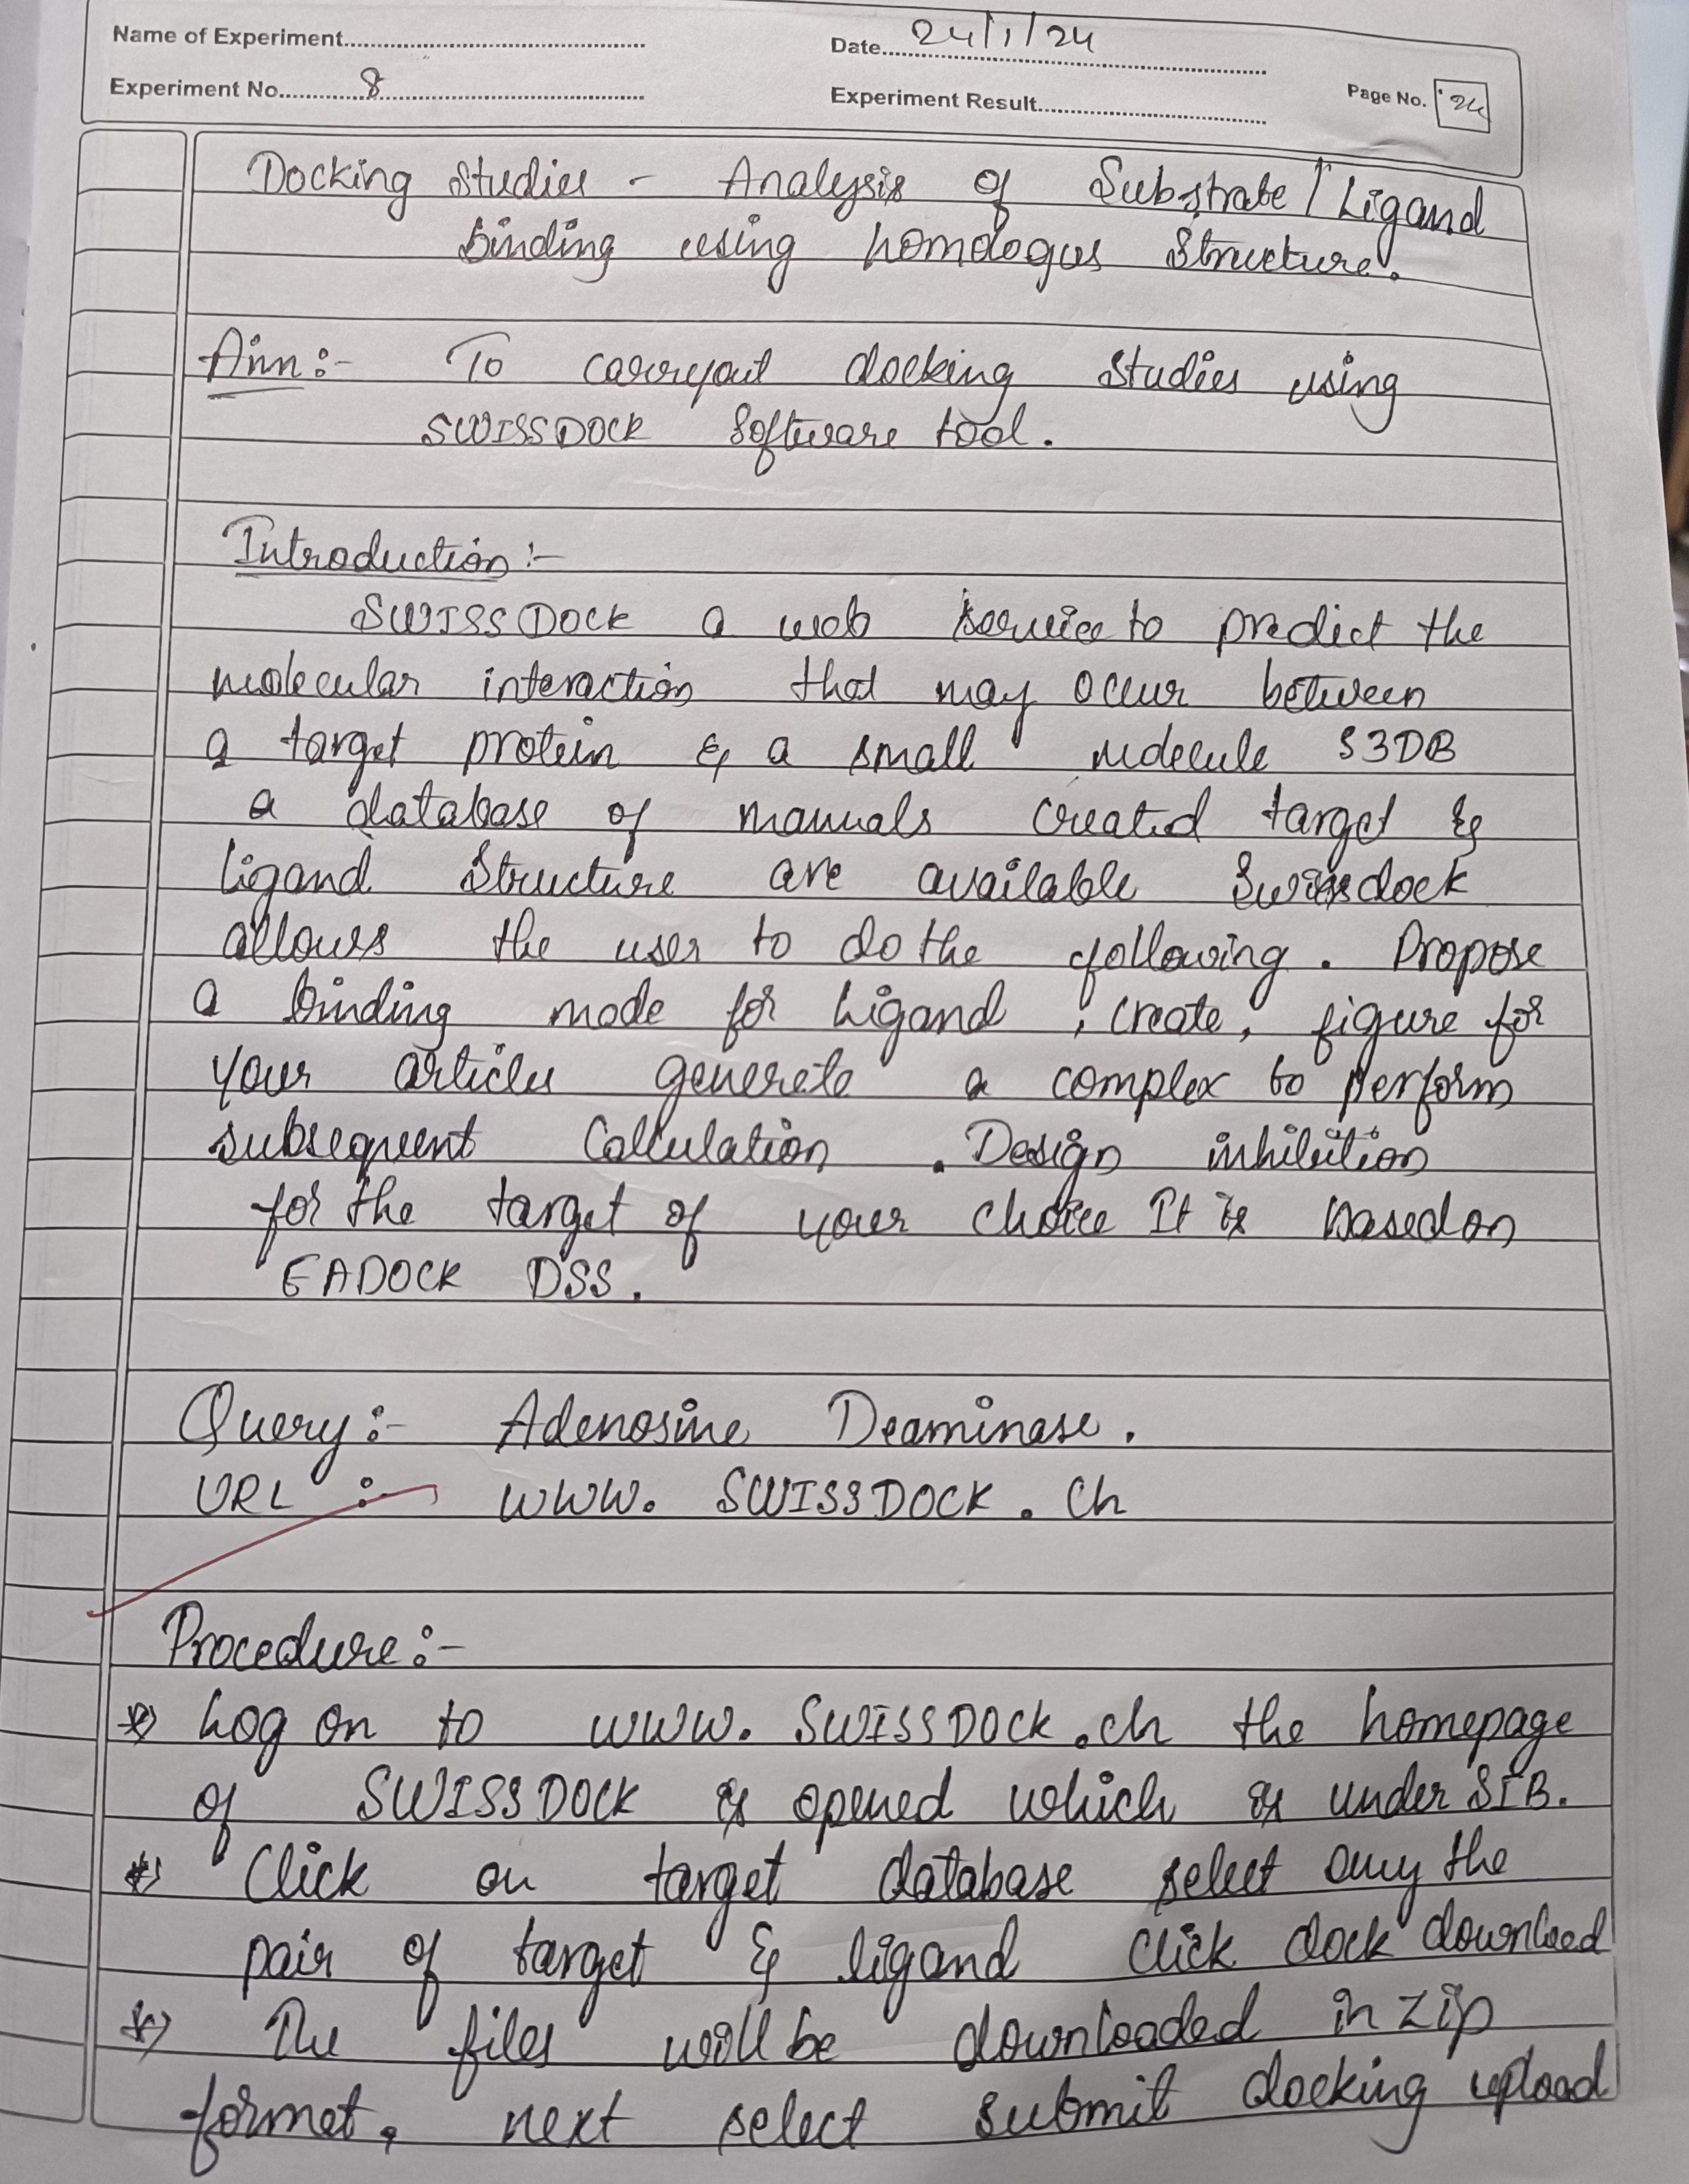 Name of Experiment
Date 24/1/24
Experiment No. 8
Experiment Result
Page No. 24
Docking Studies - Analysis of Substrate / Ligand
binding using homologus Structure.
Aim :- To carryout docking studies using
SWISSDOCK Software tool.
Introduction :-
SWISSDOCK a web service to predict the
molecular interaction that may occur between
a target protein & a small molecule S3DB
a database of manuals created target &
ligand structure are available Swissdock
allows the user to do the following. Propose
a binding mode for Ligand, create, figure for
your articles generete a complex to perform
subsequent Callulation. Design inhibition
for the target of your choice It is based on
EADOCK DSS.
Query :- Adenosine Deaminase.
URL :- www. SWISSDOCK. Ch
Procedure :-
*) Log on to www. SWISSDOCK.ch the homepage
of SWISSDOCK is opened which is under SIB.
*) Click on target database select any the
pair of target & ligand click dock download
*) The files will be downloaded in zip
formet, next select submit docking upload